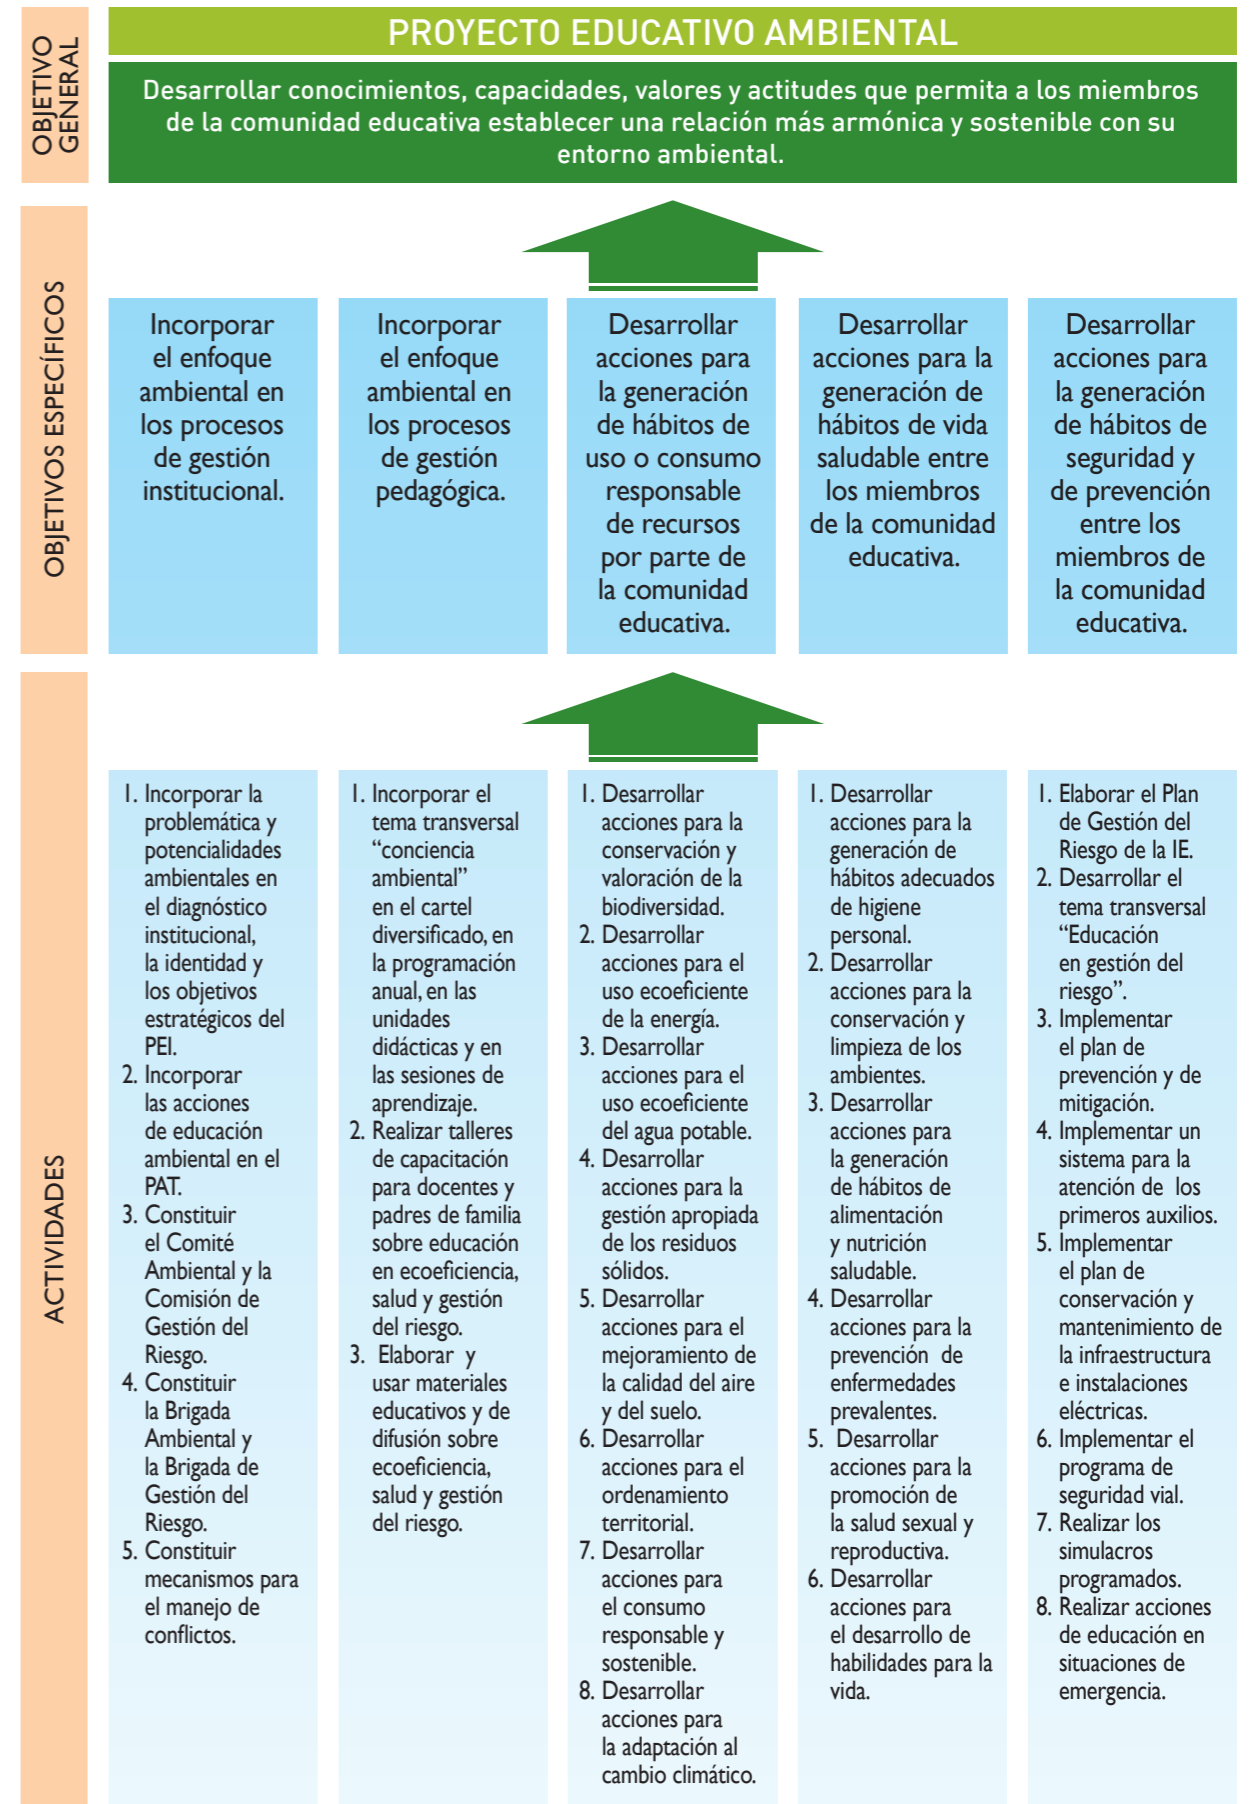 OBJETIVO
GENERAL
PROYECTO EDUCATIVO AMBIENTAL
Desarrollar conocimientos, capacidades, valores y actitudes que permita a los miembros
de la comunidad educativa establecer una relación más armónica y sostenible con su
entorno ambiental.
OBJETIVOS ESPECÍFICOS
Incorporar
el enfoque
ambiental en
los procesos
de gestión
institucional.
Incorporar
el enfoque
ambiental en
los procesos
de gestión
pedagógica.
Desarrollar
acciones para
la generación
de hábitos de
uso o consumo
responsable
de recursos
por parte de
la comunidad
educativa.
Desarrollar
acciones para la
generación de
hábitos de vida
saludable entre
los miembros
de la comunidad
educativa.
Desarrollar
acciones para
la generación
de hábitos de
seguridad y
de prevención
entre los
miembros de
la comunidad
educativa.
ACTIVIDADES
1. Incorporar la
problemática y
potencialidades
ambientales en
el diagnóstico
institucional,
la identidad y
los objetivos
estratégicos del
PEI.
2. Incorporar
las acciones
de educación
ambiental en el
PAT.
3. Constituir
el Comité
Ambiental y la
Comisión de
Gestión del
Riesgo.
4. Constituir
la Brigada
Ambiental y
la Brigada de
Gestión del
Riesgo.
5. Constituir
mecanismos para
el manejo de
conflictos.
1. Incorporar el
tema transversal
“conciencia
ambiental”
en el cartel
diversificado, en
la programación
anual, en las
unidades
didácticas y en
las sesiones de
aprendizaje.
2. Realizar talleres
de capacitación
para docentes y
padres de familia
sobre educación
en ecoeficiencia,
salud y gestión
del riesgo.
3. Elaborar y
usar materiales
educativos y de
difusión sobre
ecoeficiencia,
salud y gestión
del riesgo.
1. Desarrollar
acciones para la
conservación y
valoración de la
biodiversidad.
2. Desarrollar
acciones para el
uso ecoeficiente
de la energía.
3. Desarrollar
acciones para el
uso ecoeficiente
del agua potable.
4. Desarrollar
acciones para la
gestión apropiada
de los residuos
sólidos.
5. Desarrollar
acciones para el
mejoramiento de
la calidad del aire
y del suelo.
6. Desarrollar
acciones para el
ordenamiento
territorial.
7. Desarrollar
acciones para
el consumo
responsable y
sostenible.
8. Desarrollar
acciones para
la adaptación al
cambio climático.
1. Desarrollar
acciones para la
generación de
hábitos adecuados
de higiene
personal.
2. Desarrollar
acciones para la
conservación y
limpieza de los
ambientes.
3. Desarrollar
acciones para
la generación
de hábitos de
alimentación
y nutrición
saludable.
4. Desarrollar
acciones para la
prevención de
enfermedades
prevalentes.
5. Desarrollar
acciones para la
promoción de
la salud sexual y
reproductiva.
6. Desarrollar
acciones para
el desarrollo de
habilidades para la
vida.
1. Elaborar el Plan
de Gestión del
Riesgo de la IE.
2. Desarrollar el
tema transversal
“Educación
en gestión del
riesgo”.
3. Implementar
el plan de
prevención y de
mitigación.
4. Implementar un
sistema para la
atención de los
primeros auxilios.
5. Implementar
el plan de
conservación y
mantenimiento de
la infraestructura
e instalaciones
eléctricas.
6. Implementar el
programa de
seguridad vial.
7. Realizar los
simulacros
programados.
8. Realizar acciones
de educación en
situaciones de
emergencia.